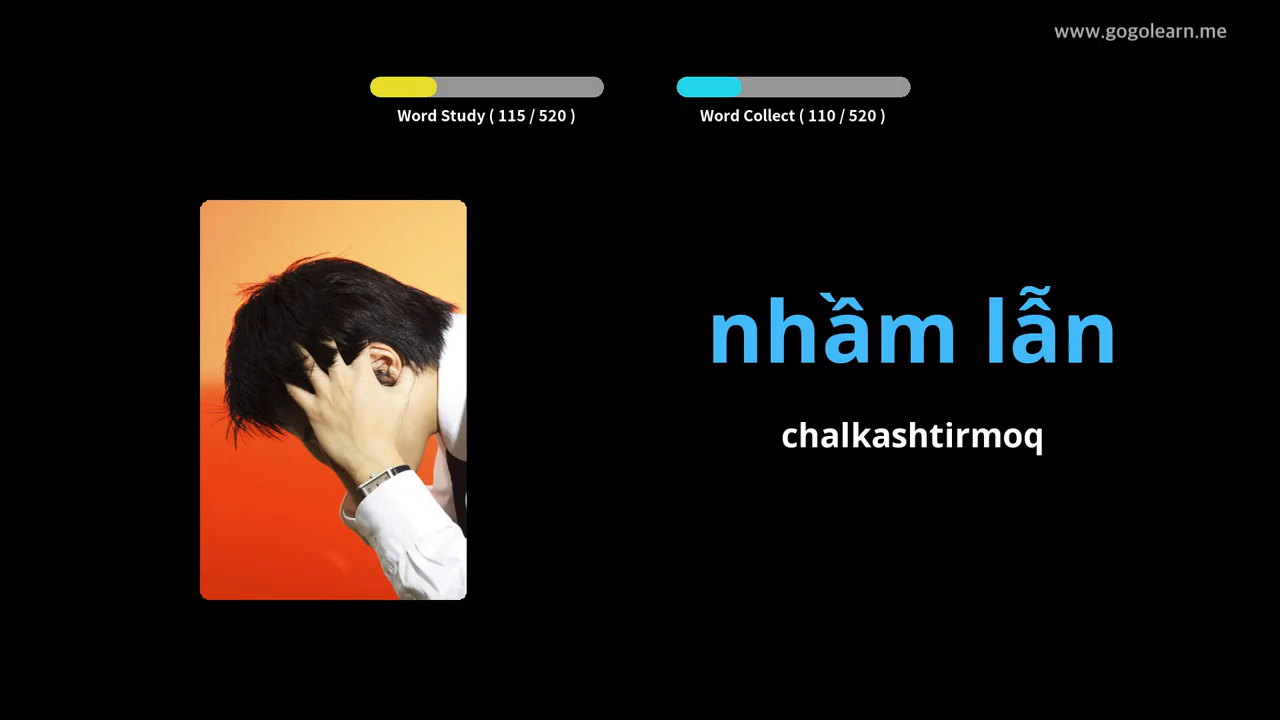 www.gogolearn.me
Word Study ( 115 / 520 )
Word Collect ( 110 / 520 )
nhầm lẫn
chalkashtirmoq